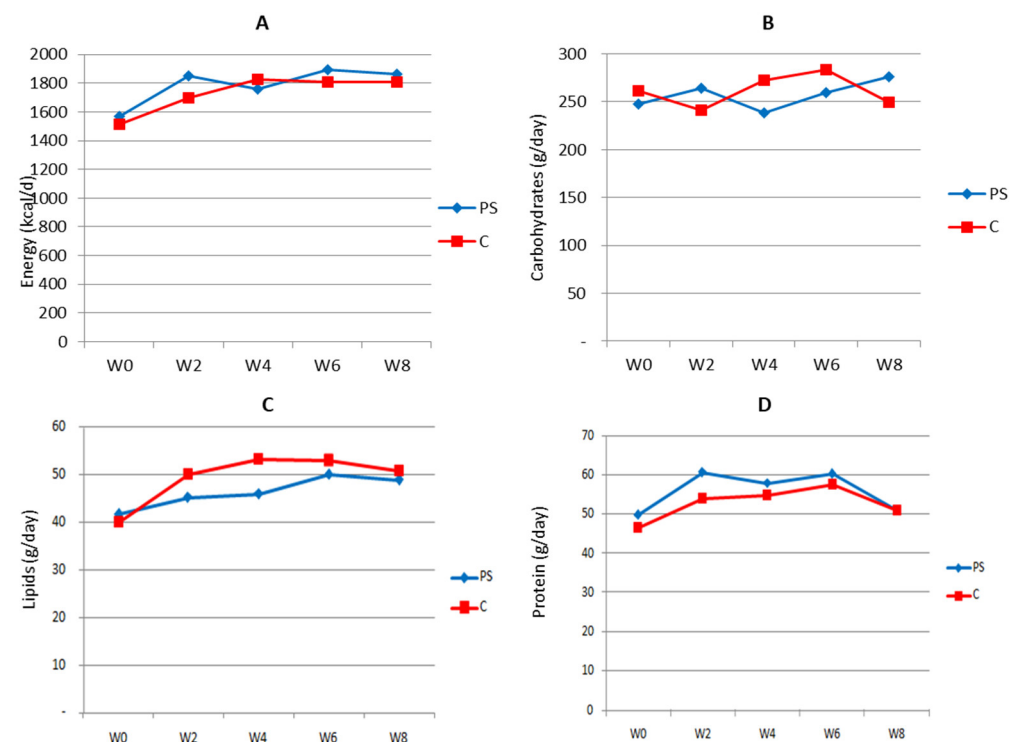 A
Energy (kcal/d)
2000
1800
1600
1400
1200
1000
800
600
400
200
0
W0 W2 W4 W6 W8
PS
C
B
Carbohydrates (g/day)
300
250
200
150
100
50
-
W0 W2 W4 W6 W8
PS
C
C
Lipids (g/day)
60
50
40
30
20
10
-
W0 W2 W4 W6 W8
PS
C
D
Protein (g/day)
70
60
50
40
30
20
10
0
W0 W2 W4 W6 W8
PS
C